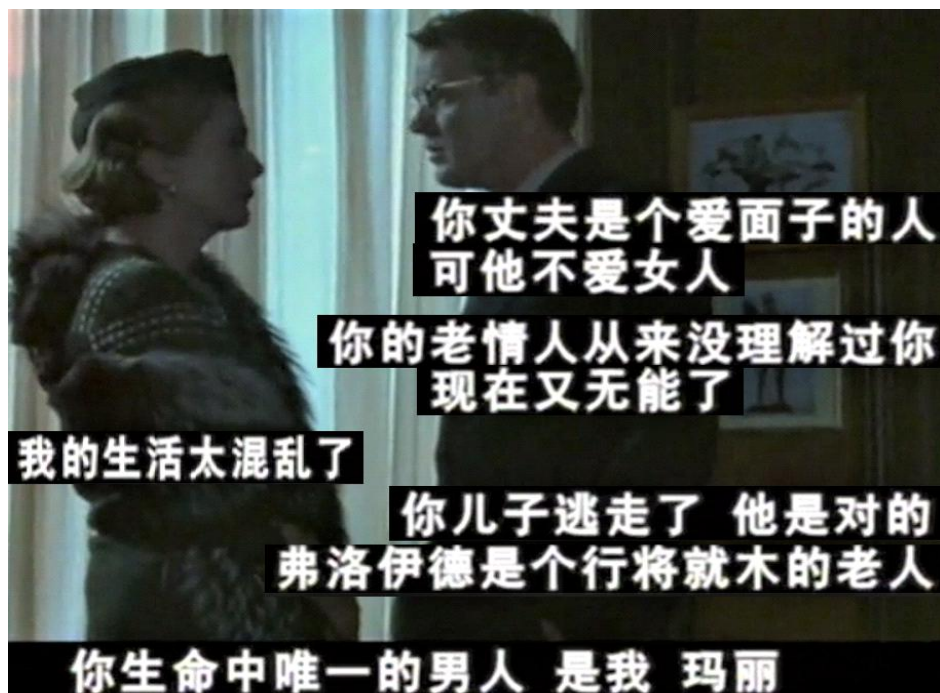 你丈夫是个爱面子的人
可他不爱女人
你的老情人从来没理解过你
现在又无能了
我的生活太混乱了
你儿子逃走了 他是对的
弗洛伊德是个行将就木的老人
你生命中唯一的男人 是我 玛丽